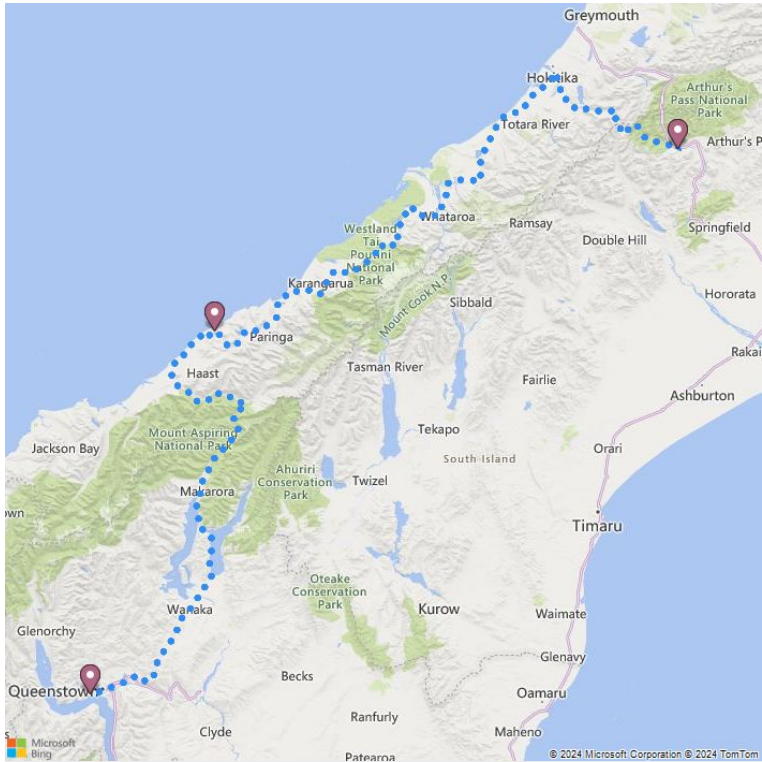 Greymouth
Hokitika
Arthur's
Pass National
Park
Totara River
Arthur's P
Whataroa
Ramsay
Springfield
Westland
Tai
Poutini
National
Park
Double Hill
Karangarua
Mount Cook N.P.
Sibbald
Hororata
Paringa
Rakai
Haast
Tasman River
Fairlie
Ashburton
Mount Aspiring
National Park
Jackson Bay
Tekapo
Orari
South Island
Ahuriri
Conservation
Park
Twizel
Makarora
own
Timaru
Oteake
Conservation
Park
Wanaka
Kurow
Waimate
Glenorchy
Glenavy
Becks
Queenstown
Oamaru
Ranfurly
Clyde
Maheno
Patearoa
Microsoft
Bing
© 2024 Microsoft Corporation © 2024 TomTom